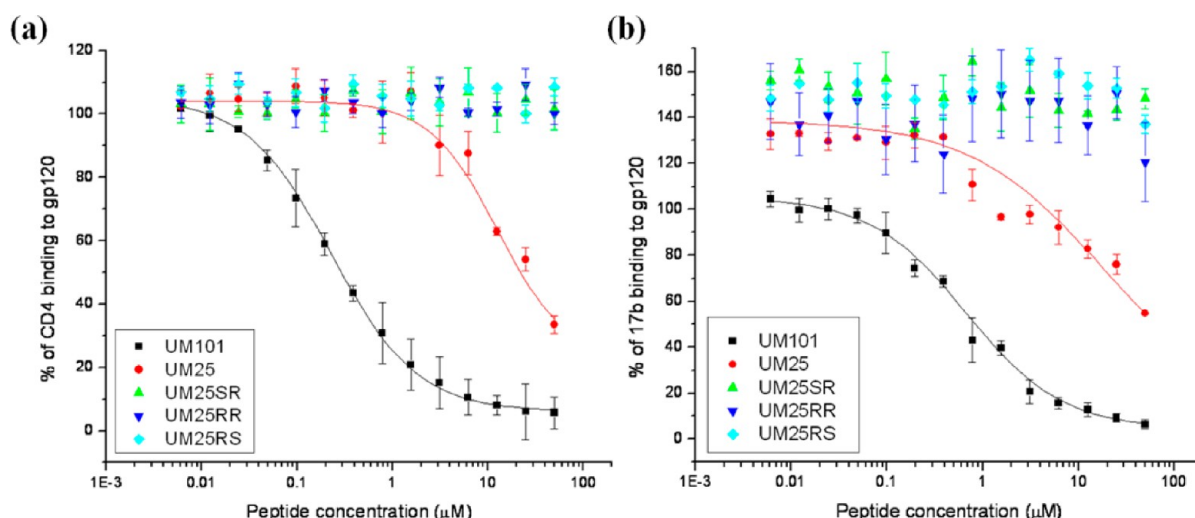 (a)
% of CD4 binding to gp120
120
100
80
60
40
20
0
UM101
UM25
UM25SR
UM25RR
UM25RS
1E-3
0.01
0.1
1
10
100
Peptide concentration (μM)
(b)
% of 17b binding to gp120
160
140
120
100
80
60
40
20
0
UM101
UM25
UM25SR
UM25RR
UM25RS
1E-3
0.01
0.1
1
10
100
Peptide concentration (μM)